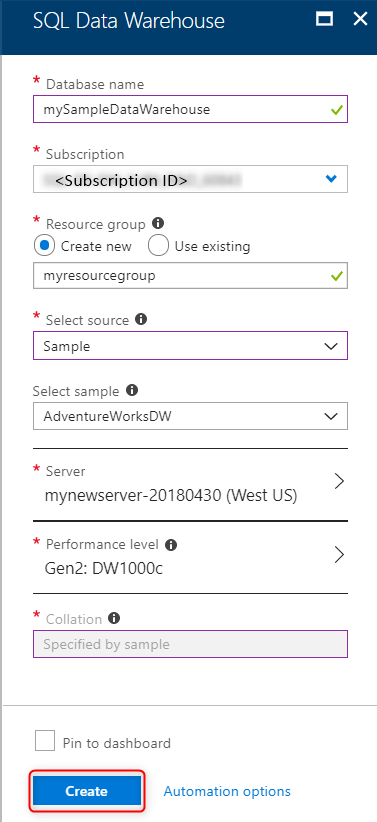 SQL Data Warehouse
* Database name
mySampleDataWarehouse
* Subscription
<Subscription ID>
* Resource group
Create new Use existing
myresourcegroup
* Select source
Sample
Select sample
AdventureWorksDW
* Server
mynewserver-20180430 (West US)
* Performance level
Gen2: DW1000c
* Collation
Specified by sample
Pin to dashboard
Create Automation options